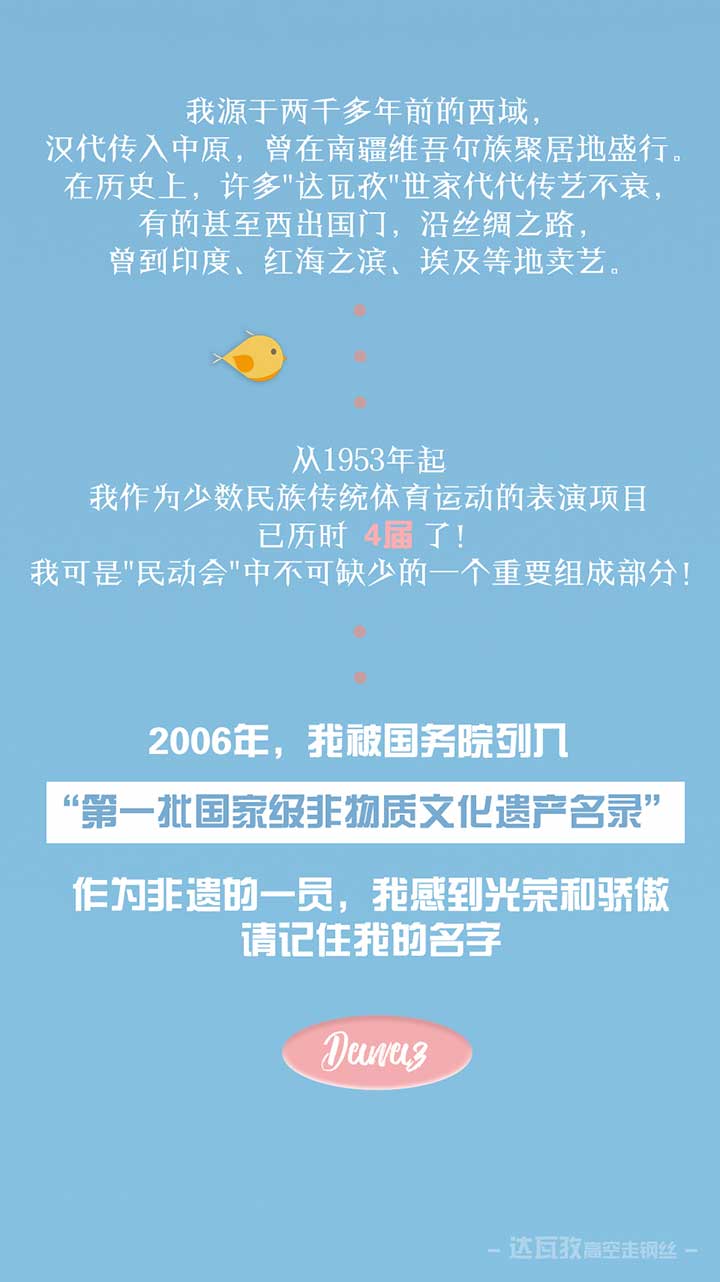 我源于两千多年前的西域，
汉代传入中原，曾在南疆维吾尔族聚居地盛行。
在历史上，许多"达瓦孜"世家代代传艺不衰，
有的甚至西出国门，沿丝绸之路，
曾到印度、红海之滨、埃及等地卖艺。
从1953年起
我作为少数民族传统体育运动的表演项目
已历时 4届 了！
我可是"民动会"中不可缺少的一个重要组成部分！
2006年，我被国务院列入
“第一批国家级非物质文化遗产名录”
作为非遗的一员，我感到光荣和骄傲
请记住我的名字
Dawaz
- 达瓦孜高空走钢丝 -